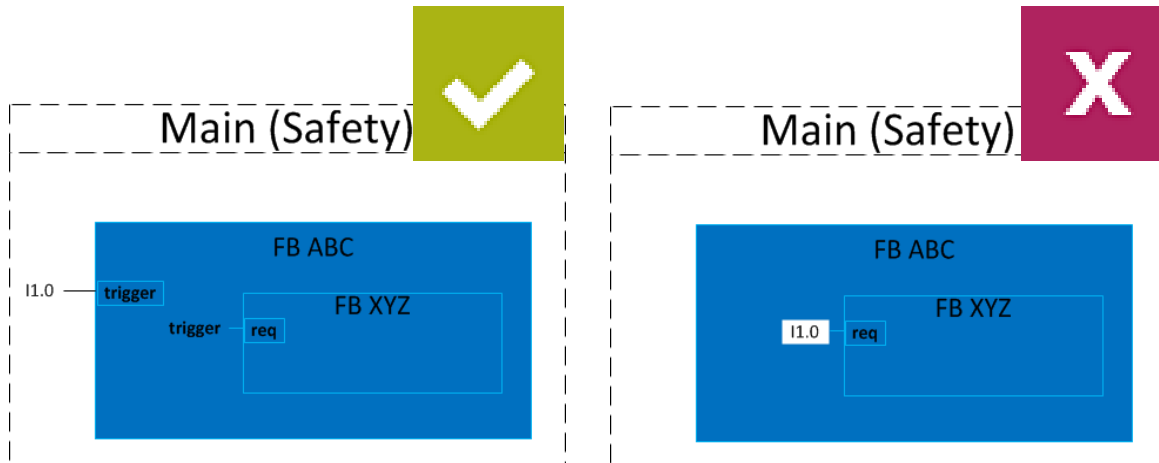 Main (Safety)
FB ABC
I1.0
trigger
FB XYZ
trigger
req
Main (Safety)
X
FB ABC
FB XYZ
I1.0
req